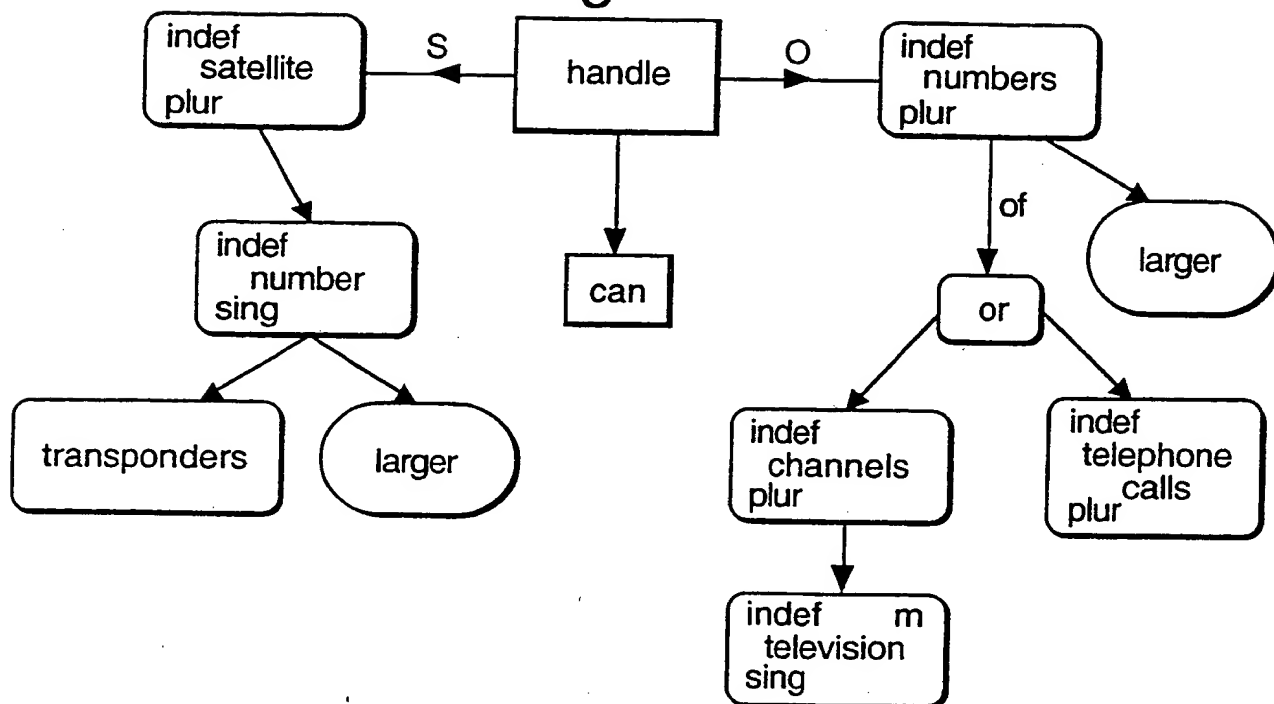 indef
satellite
plur
S
handle
O
indef
numbers
plur
of
larger
indef
number
sing
can
or
transponders
larger
indef
channels
plur
indef
telephone
calls
plur
indef m
television
sing